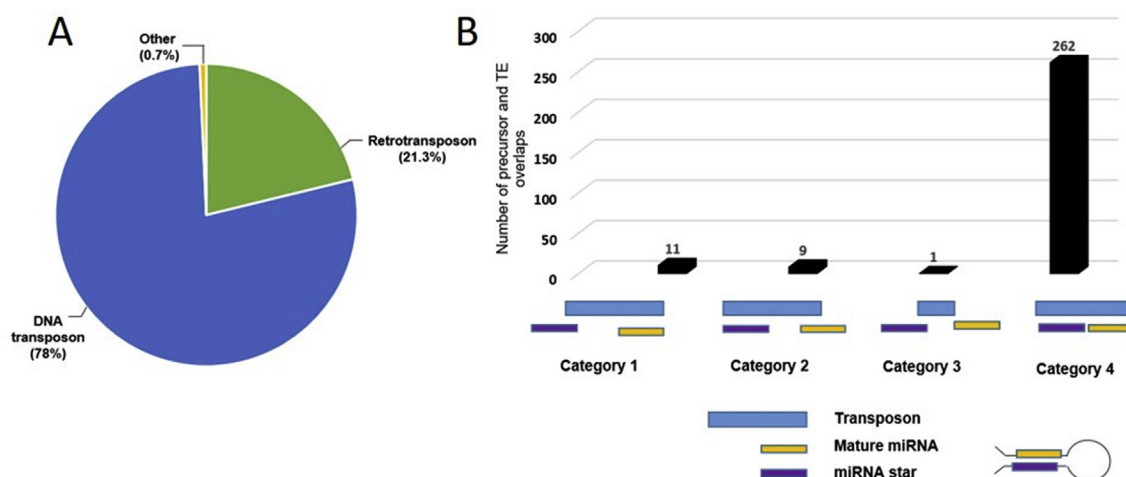 A
Other
(0.7%)
Retrotransposon
(21.3%)
DNA
transposon
(78%)
B
Number of precursor and TE
overlaps
300
250
200
150
100
50
0
11
9
1
262
Category 1
Category 2
Category 3
Category 4
Transposon
Mature miRNA
miRNA star